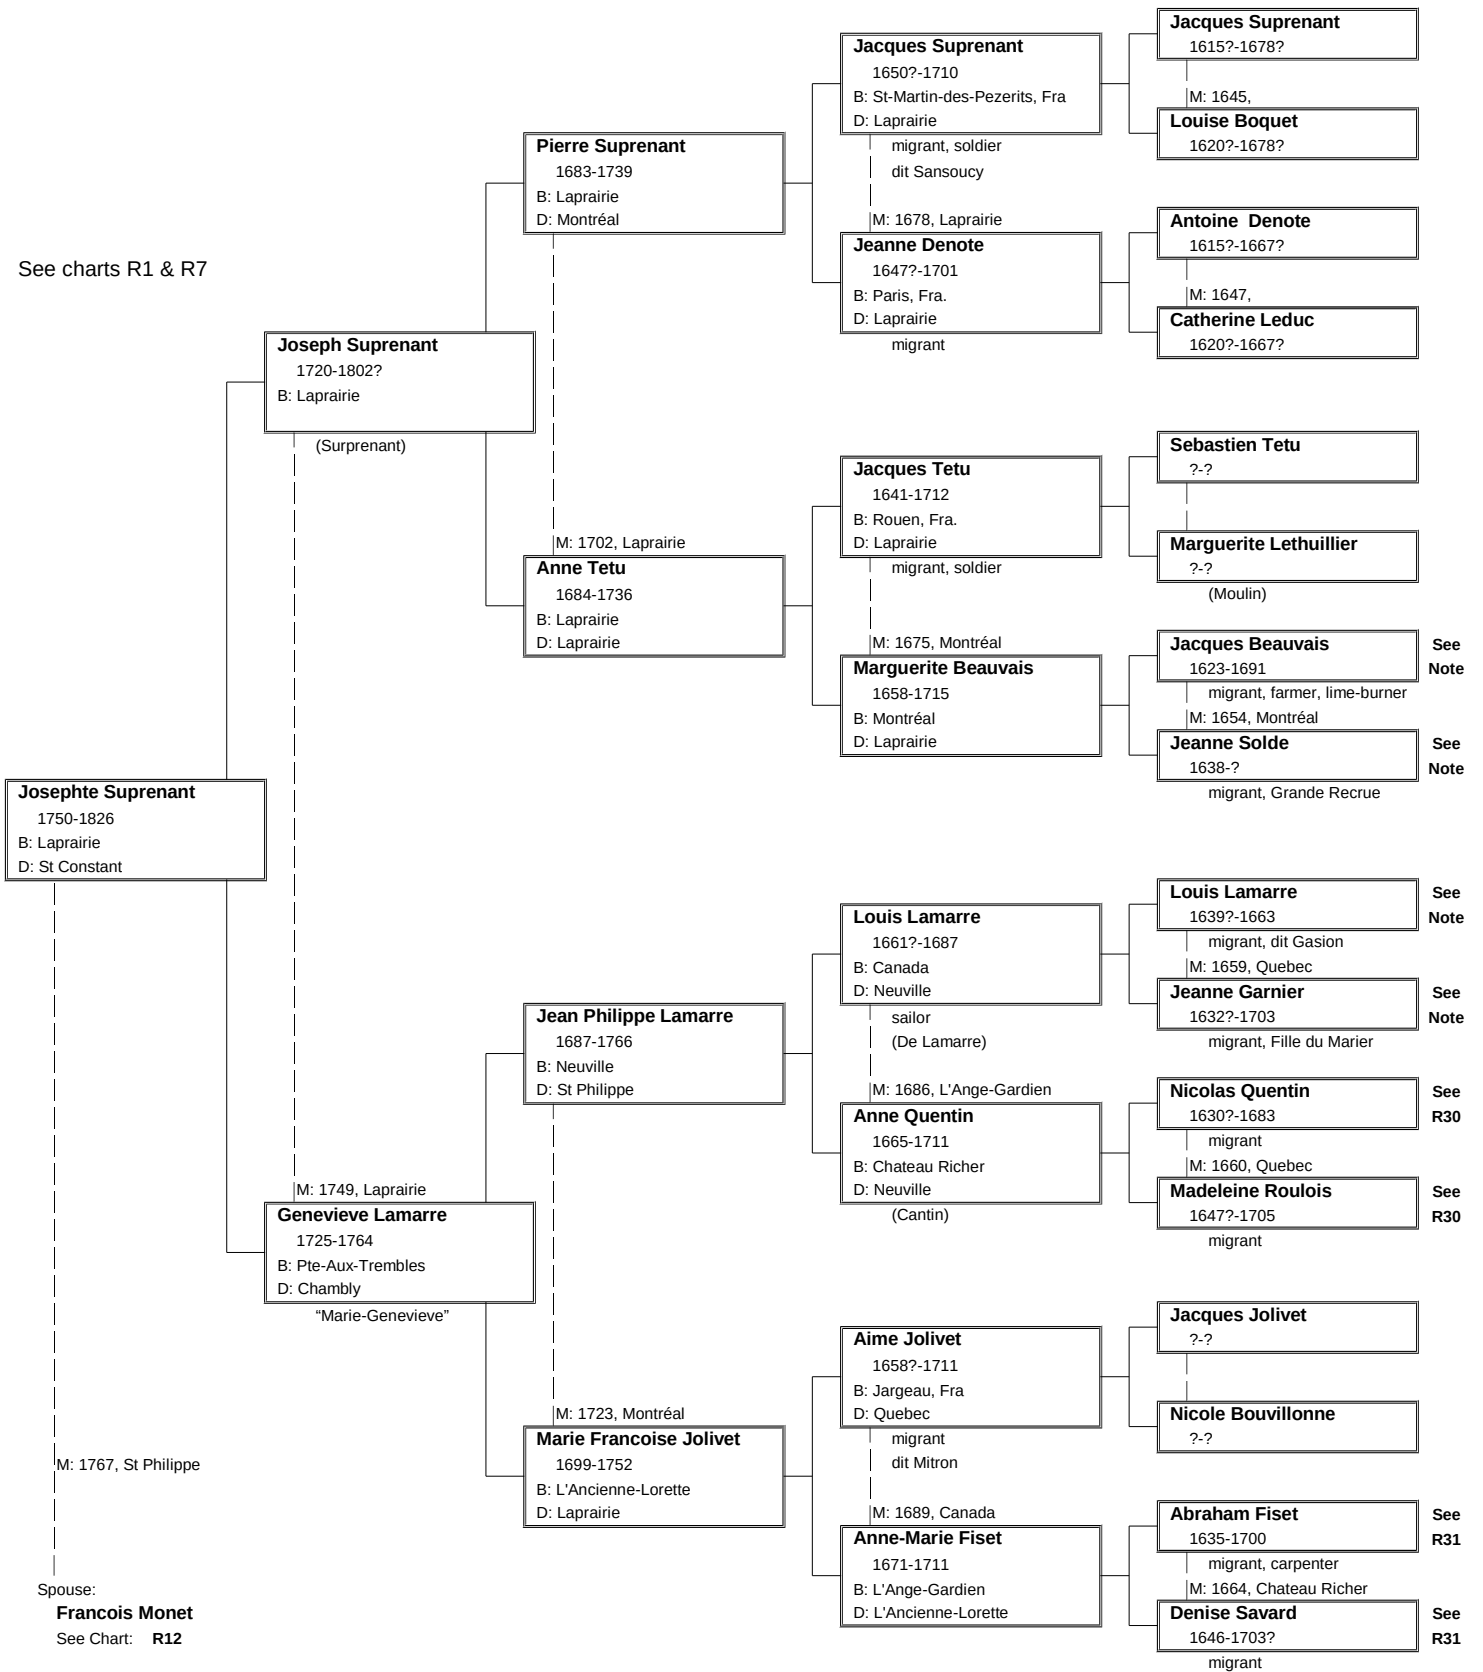 See charts R1 & R7
Josephte Suprenant
1750-1826
B: Laprairie
D: St Constant
M: 1767, St Philippe
Spouse:
Francois Monet
See Chart: R12
Joseph Suprenant
1720-1802?
B: Laprairie
(Surprenant)
M: 1749, Laprairie
Genevieve Lamarre
1725-1764
B: Pte-Aux-Trembles
D: Chambly
“Marie-Genevieve”
Pierre Suprenant
1683-1739
B: Laprairie
D: Montréal
M: 1702, Laprairie
Anne Tetu
1684-1736
B: Laprairie
D: Laprairie
Jean Philippe Lamarre
1687-1766
B: Neuville
D: St Philippe
M: 1723, Montréal
Marie Francoise Jolivet
1699-1752
B: L'Ancienne-Lorette
D: Laprairie
Jacques Suprenant
1650?-1710
B: St-Martin-des-Pezerits, Fra
D: Laprairie
migrant, soldier
dit Sansoucy
M: 1678, Laprairie
Jeanne Denote
1647?-1701
B: Paris, Fra.
D: Laprairie
migrant
Jacques Tetu
1641-1712
B: Rouen, Fra.
D: Laprairie
migrant, soldier
M: 1675, Montréal
Marguerite Beauvais
1658-1715
B: Montréal
D: Laprairie
Louis Lamarre
1661?-1687
B: Canada
D: Neuville
sailor
(De Lamarre)
M: 1686, L'Ange-Gardien
Anne Quentin
1665-1711
B: Chateau Richer
D: Neuville
(Cantin)
Aime Jolivet
1658?-1711
B: Jargeau, Fra
D: Quebec
migrant
dit Mitron
M: 1689, Canada
Anne-Marie Fiset
1671-1711
B: L'Ange-Gardien
D: L'Ancienne-Lorette
Jacques Suprenant
1615?-1678?
M: 1645,
Louise Boquet
1620?-1678?
Antoine  Denote
1615?-1667?
M: 1647,
Catherine Leduc
1620?-1667?
Sebastien Tetu
?-?
Marguerite Lethuillier
?-?
(Moulin)
Jacques Beauvais See
1623-1691 Note
migrant, farmer, lime-burner
M: 1654, Montréal
Jeanne Solde See
1638-? Note
migrant, Grande Recrue
Louis Lamarre See
1639?-1663 Note
migrant, dit Gasion
M: 1659, Quebec
Jeanne Garnier See
1632?-1703 Note
migrant, Fille du Marier
Nicolas Quentin See
1630?-1683 R30
migrant
M: 1660, Quebec
Madeleine Roulois See
1647?-1705 R30
migrant
Jacques Jolivet
?-?
Nicole Bouvillonne
?-?
Abraham Fiset See
1635-1700 R31
migrant, carpenter
M: 1664, Chateau Richer
Denise Savard See
1646-1703? R31
migrant